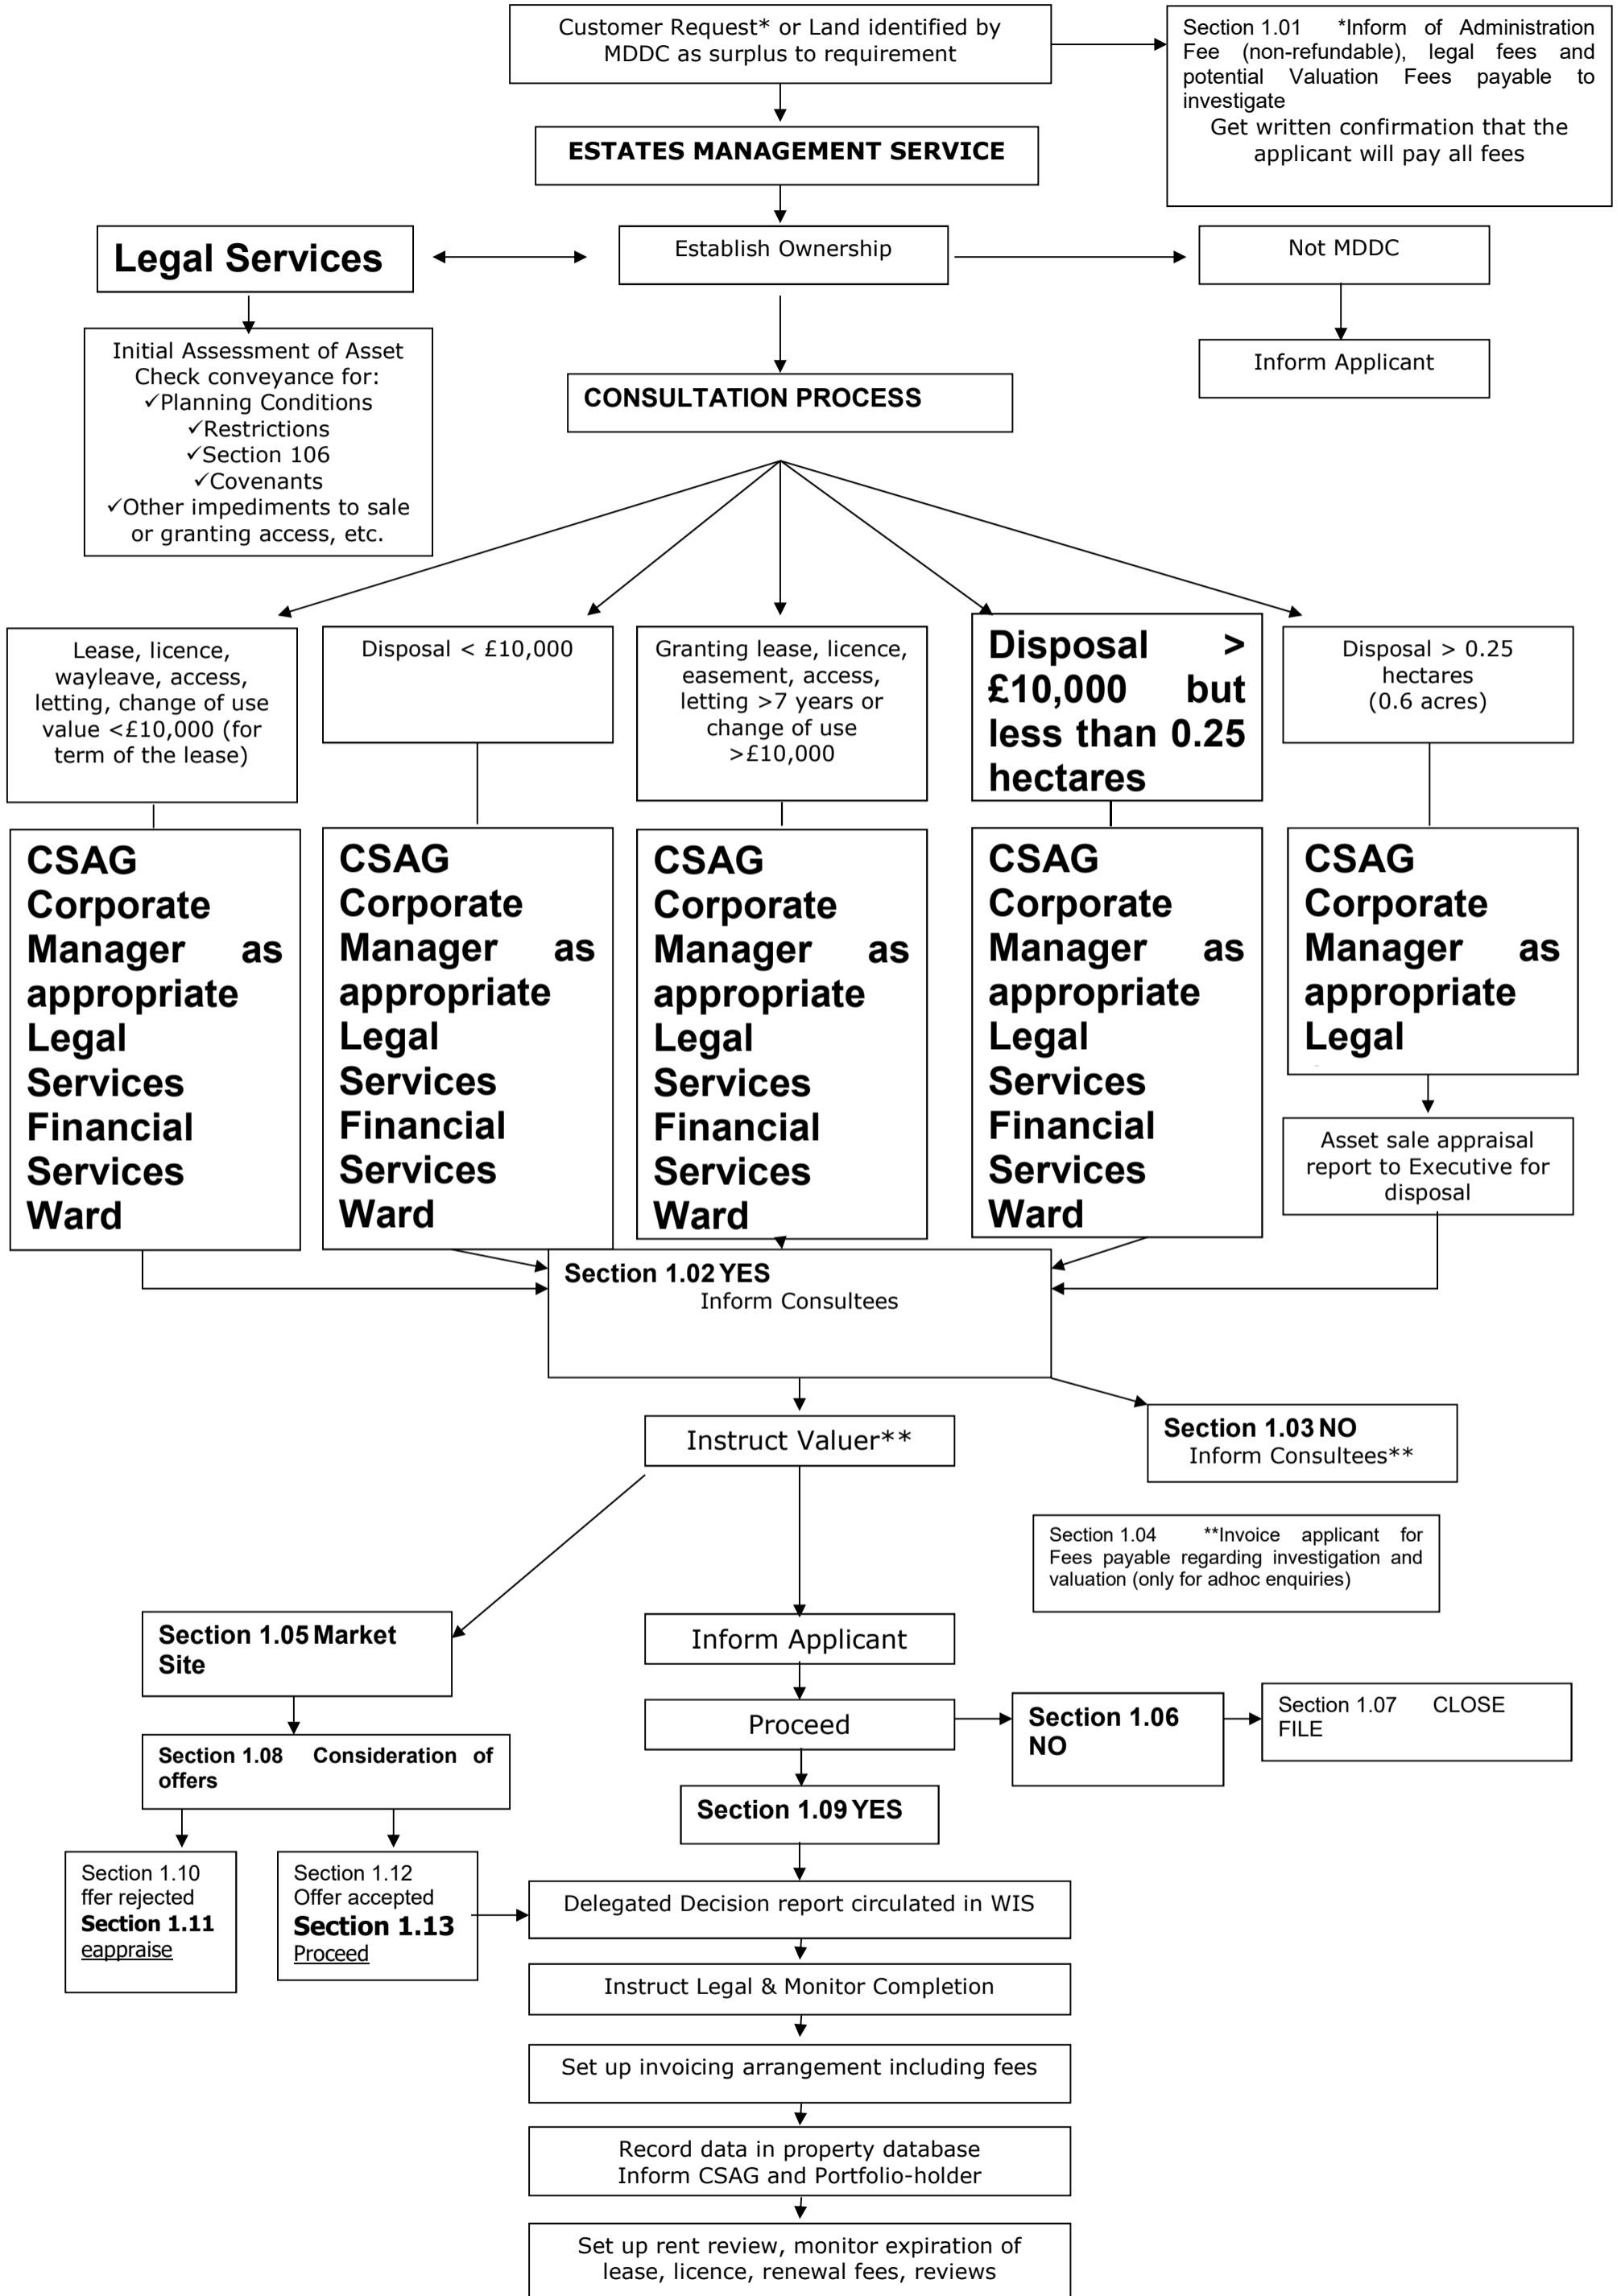 Customer Request* or Land identified by
MDDC as surplus to requirement
Section 1.01 *Inform of Administration
Fee (non-refundable), legal fees and
potential Valuation Fees payable to
investigate
Get written confirmation that the
applicant will pay all fees
ESTATES MANAGEMENT SERVICE
Legal Services
Establish Ownership
Not MDDC
Initial Assessment of Asset
Check conveyance for:
✓Planning Conditions
✓Restrictions
✓Section 106
✓Covenants
✓Other impediments to sale
or granting access, etc.
Inform Applicant
CONSULTATION PROCESS
Lease, licence,
wayleave, access,
letting, change of use
value <£10,000 (for
term of the lease)
Disposal < £10,000
Granting lease, licence,
easement, access,
letting >7 years or
change of use
>£10,000
Disposal >
£10,000 but
less than 0.25
hectares
Disposal > 0.25
hectares
(0.6 acres)
CSAG
Corporate
Manager as
appropriate
Legal
Services
Financial
Services
Ward
CSAG
Corporate
Manager as
appropriate
Legal
Services
Financial
Services
Ward
CSAG
Corporate
Manager as
appropriate
Legal
Services
Financial
Services
Ward
CSAG
Corporate
Manager as
appropriate
Legal
Services
Financial
Services
Ward
CSAG
Corporate
Manager as
appropriate
Legal
Asset sale appraisal
report to Executive for
disposal
Section 1.02 YES
Inform Consultees
Instruct Valuer**
Section 1.03 NO
Inform Consultees**
Section 1.04 **Invoice applicant for
Fees payable regarding investigation and
valuation (only for adhoc enquiries)
Section 1.05 Market
Site
Inform Applicant
Proceed
Section 1.06
NO
Section 1.07 CLOSE
FILE
Section 1.08 Consideration of
offers
Section 1.09 YES
Section 1.10
ffer rejected
Section 1.11
eappraise
Section 1.12
Offer accepted
Section 1.13
Proceed
Delegated Decision report circulated in WIS
Instruct Legal & Monitor Completion
Set up invoicing arrangement including fees
Record data in property database
Inform CSAG and Portfolio-holder
Set up rent review, monitor expiration of
lease, licence, renewal fees, reviews